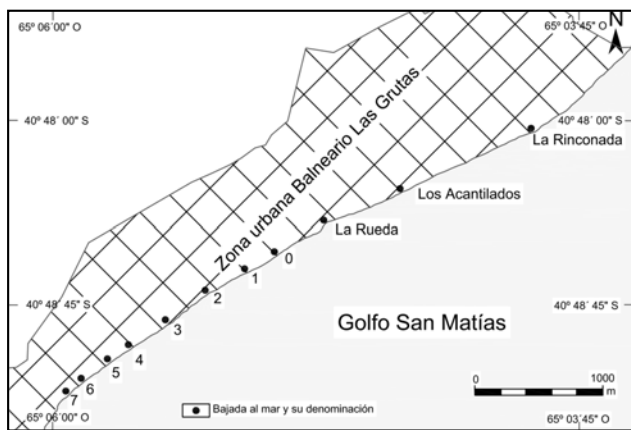 65º 06´ 00" O
65º 03´ 45" O
N
40º 48´ 00" S
40º 48´ 00" S
La Rinconada
Zona urbana Balneario Las Grutas
Los Acantilados
La Rueda
0
1
2
3
4
5
6
7
40º 48´ 45" S
40º 48´ 45" S
Golfo San Matías
0
1000
m
Bajada al mar y su denominación
65º 06´ 00" O
65º 03´ 45" O